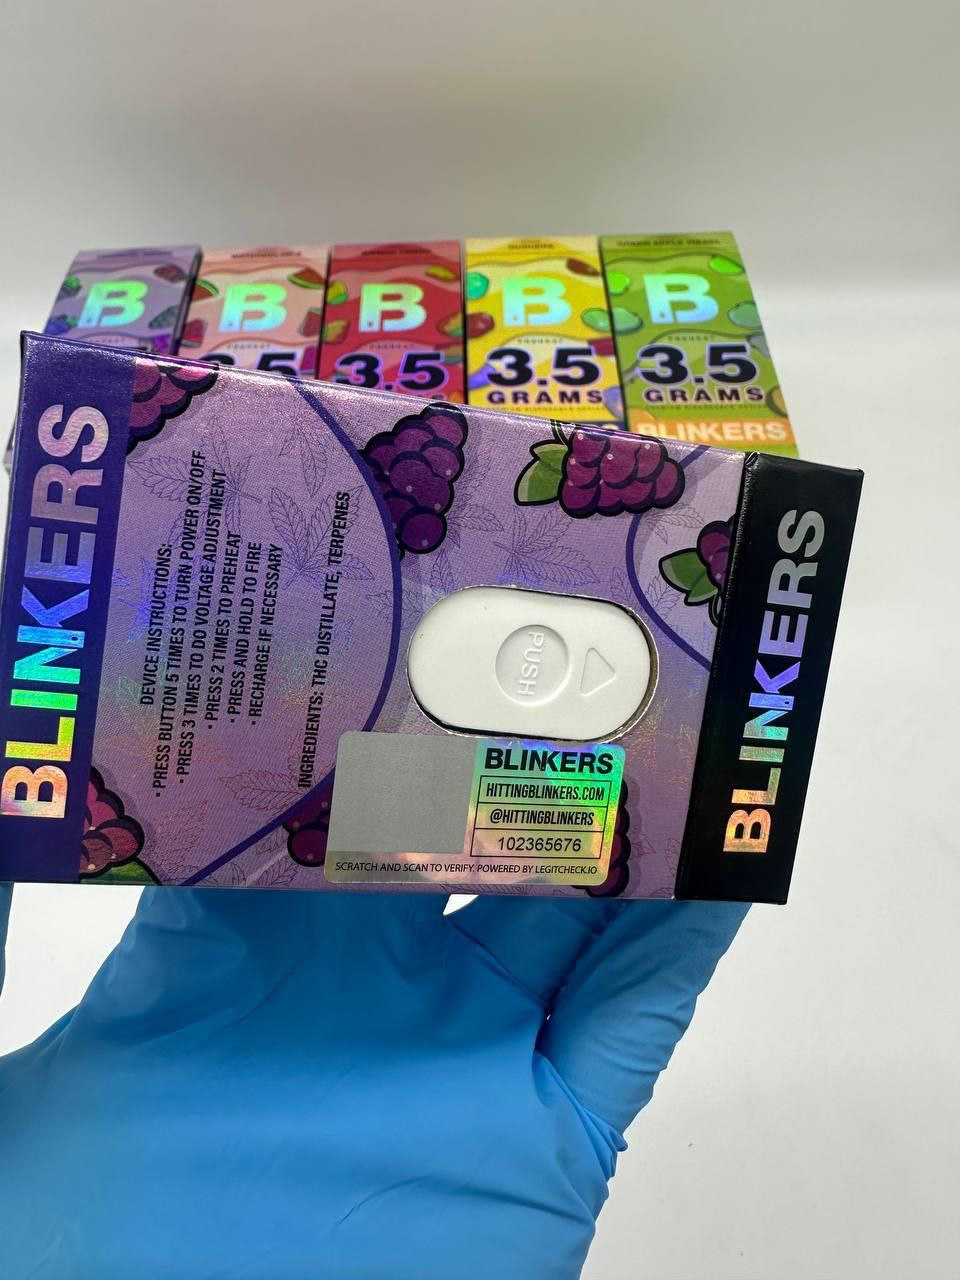 B
3.5
B
3.5
GRAMS
B
3.5
B
3.5
GRAMS
B
3.5
GRAMS
BLINKERS
BLINKERS
DEVICE INSTRUCTIONS:
• PRESS BUTTON 5 TIMES TO TURN POWER ON/OFF
• PRESS 3 TIMES TO DO VOLTAGE ADJUSTMENT
• PRESS 2 TIMES TO PREHEAT
• PRESS AND HOLD TO FIRE
• RECHARGE IF NECESSARY
INGREDIENTS: THC DISTILLATE, TERPENES
PUSH
BLINKERS
HITTINGBLINKERS.COM
@HITTINGBLINKERS
102365676
SCRATCH AND SCAN TO VERIFY. POWERED BY LEGITCHECK.IO
BLINKERS